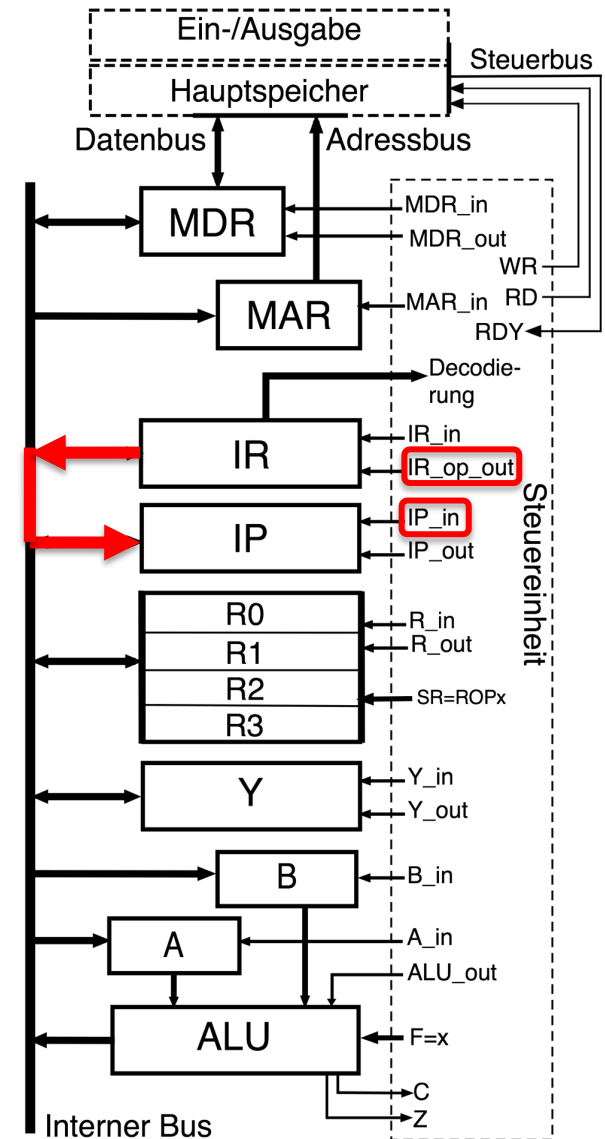 Ein-/Ausgabe
Steuerbus
Hauptspeicher
Datenbus
Adressbus
MDR
MDR_in
MDR_out
WR
RD
MAR
MAR_in
RDY
Decodie-
rung
IR
IR_in
IR_op_out
IP
IP_in
IP_out
Steuereinheit
R0
R1
R2
R3
R_in
R_out
SR=ROPx
Y
Y_in
Y_out
B
B_in
A
A_in
ALU_out
ALU
F=x
C
Z
Interner Bus